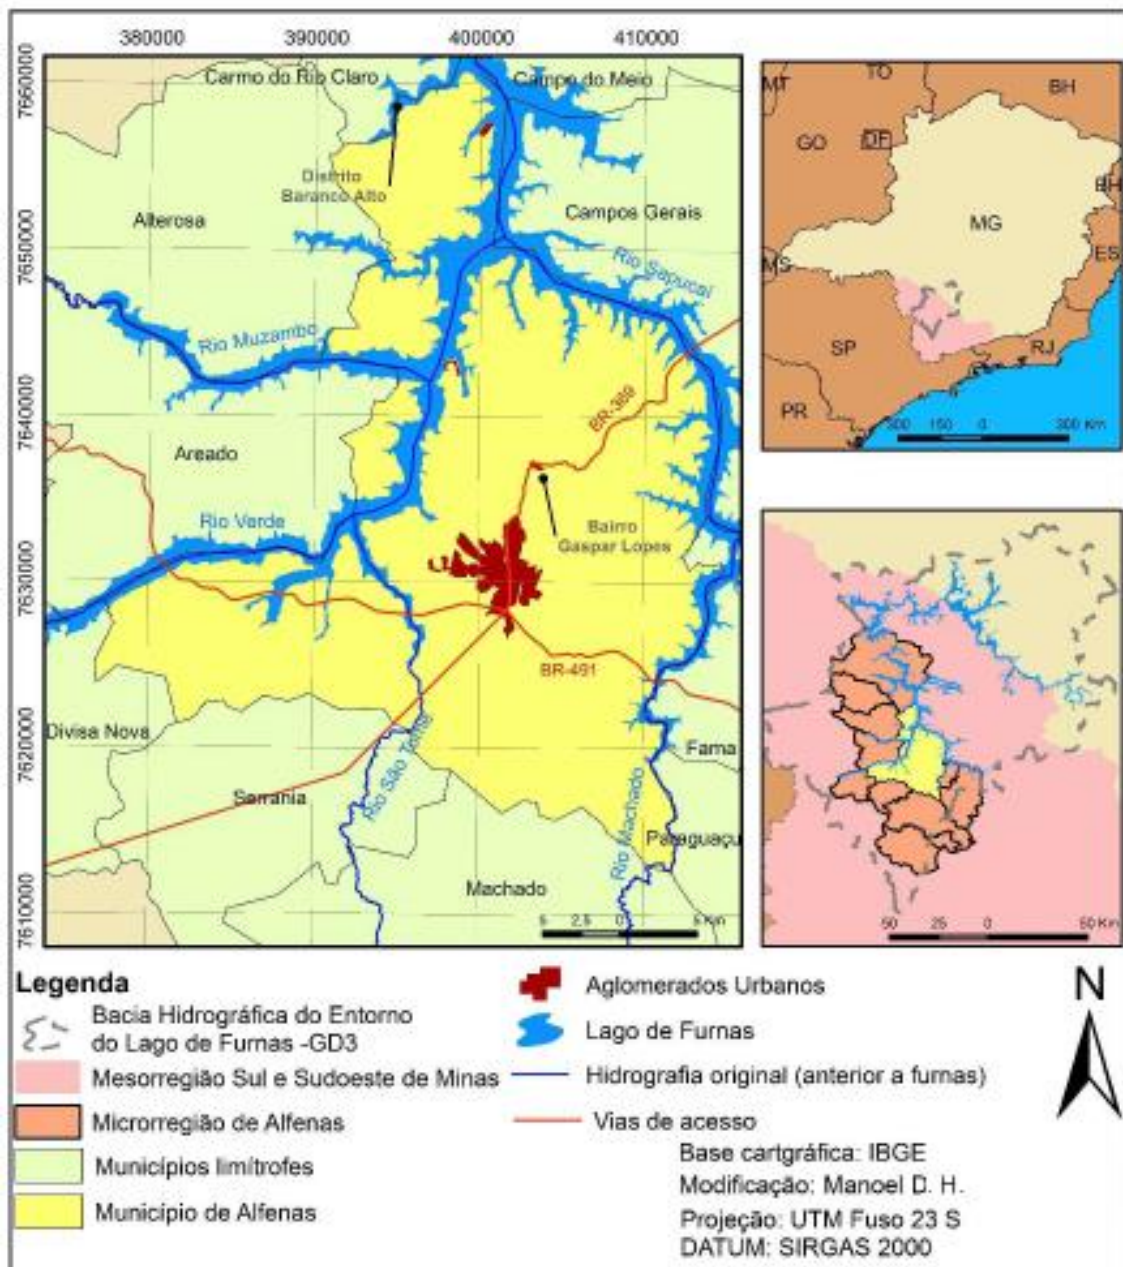 380000 390000 400000 410000
7660000
7650000
7640000
7630000
7620000
7610000
Carmo do Rio Claro
Campo do Meio
Distrito
Baranco Alto
Alterosa
Campos Gerais
Rio Sapucaí
Rio Muzambo
BR-369
Areado
Rio Verde
Bairro
Gaspar Lopes
BR-491
Divisa Nova
Fama
Serrania
Rio São Tomé
Rio Machado
Paraguaçu
Machado
5 2,5 0 5 Km
MT
TO
BH
GO
DF
BH
MG
ES
MS
SP
RJ
PR
300 150 0 300 Km
50 25 0 50 Km
Legenda
Bacia Hidrográfica do Entorno
do Lago de Furnas -GD3
Mesorregião Sul e Sudoeste de Minas
Microrregião de Alfenas
Municípios limítrofes
Município de Alfenas
Aglomerados Urbanos
Lago de Furnas
Hidrografia original (anterior a furnas)
Vias de acesso
Base cartgráfica: IBGE
Modificação: Manoel D. H.
Projeção: UTM Fuso 23 S
DATUM: SIRGAS 2000
N